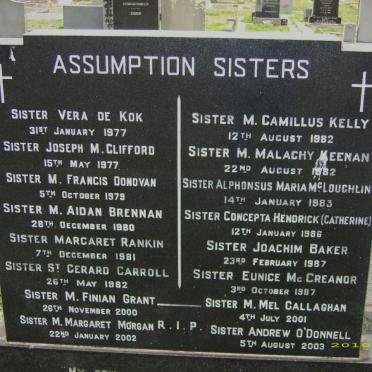 ASSUMPTION SISTERS
SISTER VERA DE KOK
31ST JANUARY 1977
SISTER JOSEPH M. CLIFFORD
15TH MAY 1977
SISTER M. FRANCIS DONOVAN
5TH OCTOBER 1979
SISTER M. AIDAN BRENNAN
28TH DECEMBER 1980
SISTER MARGARET RANKIN
7TH DECEMBER 1981
SISTER ST GERARD CARROLL
26TH MAY 1982
SISTER M. FINIAN GRANT
26TH NOVEMBER 2000
SISTER M. MARGARET MORGAN
22ND JANUARY 2002
R. I. P.
SISTER M. CAMILLUS KELLY
12TH AUGUST 1982
SISTER M. MALACHY KEENAN
22ND AUGUST 1982
SISTER ALPHONSUS MARIA MCLOUGHLIN
14TH JANUARY 1983
SISTER CONCEPTA HENDRICK (CATHERINE)
12TH JANUARY 1986
SISTER JOACHIM BAKER
23RD FEBRUARY 1987
SISTER EUNICE MC CREANOR
3RD OCTOBER 1987
SISTER M. MEL CALLAGHAN
4TH JULY 2001
SISTER ANDREW O'DONNELL
5TH AUGUST 2003
2010